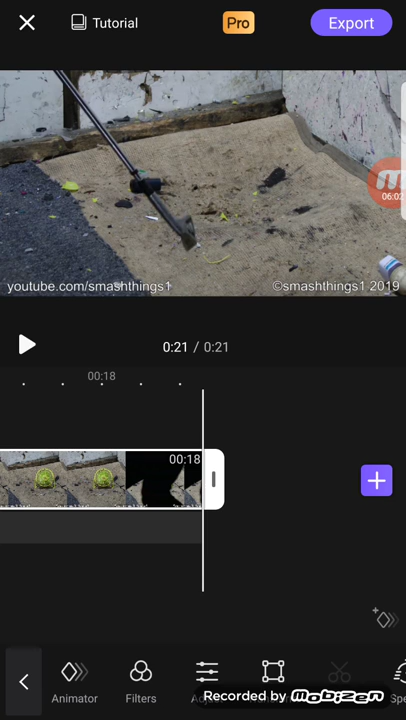 Tutorial
Pro
Export
06:02
youtube.com/smashthings1
©smashthings1 2019
0:21 / 0:21
00:18
00:18
Animator
Filters
Recorded by mobizen